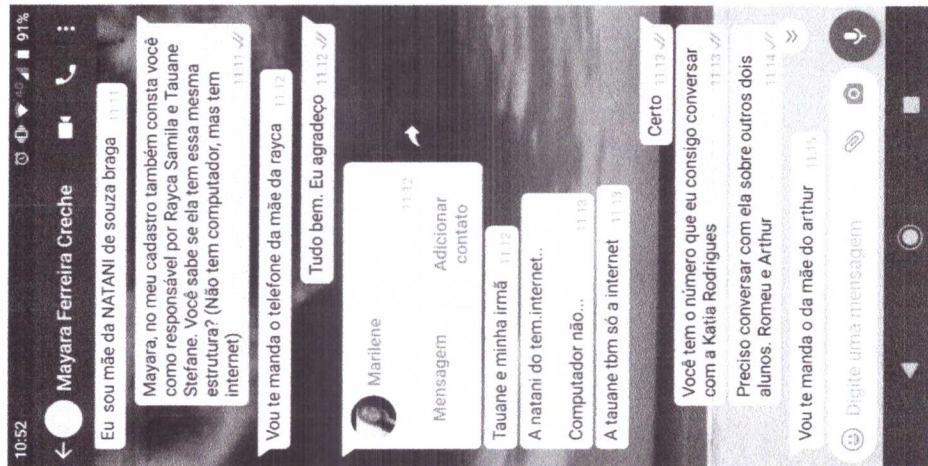 10:52
4G
91%
Mayara Ferreira Creche
Eu sou mãe da NATANI de souza braga 11:11
Mayara, no meu cadastro também consta você
como responsável por Rayca Samila e Tauane
Stefane. Você sabe se ela tem essa mesma
estrutura? (Não tem computador, mas tem
internet) 11:11
Vou te manda o telefone da mãe da rayca 11:12
Tudo bem. Eu agradeço 11:12
Marilene
11:12
Mensagem
Adicionar
contato
Tauane e minha irmã 11:12
A natani do tem.internet..
Computador não... 11:13
A tauane tbm só a internet 11:13
Certo 11:13
Você tem o número que eu consigo conversar
com a Katia Rodrigues 11:13
Preciso conversar com ela sobre outros dois
alunos. Romeu e Arthur 11:14
Vou te manda o da mãe do arthur 11:15
Digite uma mensagem